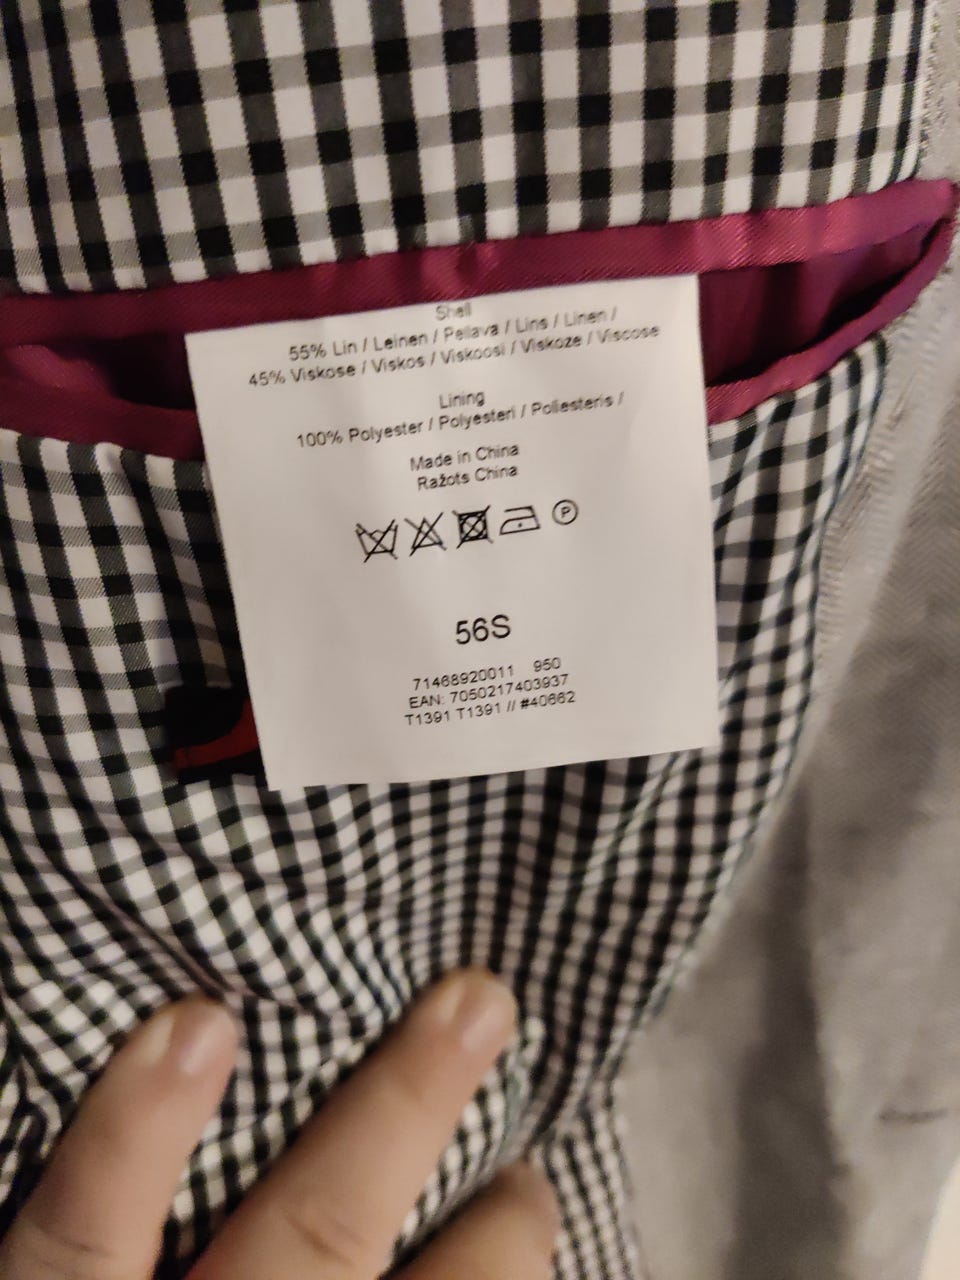 Shell
55% Lin / Leinen / Pellava / Lins / Linen /
45% Viskose / Viskos / Viskoosi / Viskoze / Viscose
Lining
100% Polyester / Polyesteri / Poliesteris /
Made in China
Ražots China
P
56S
71468920011 950
EAN: 7050217403937
T1391 T1391 // #40662